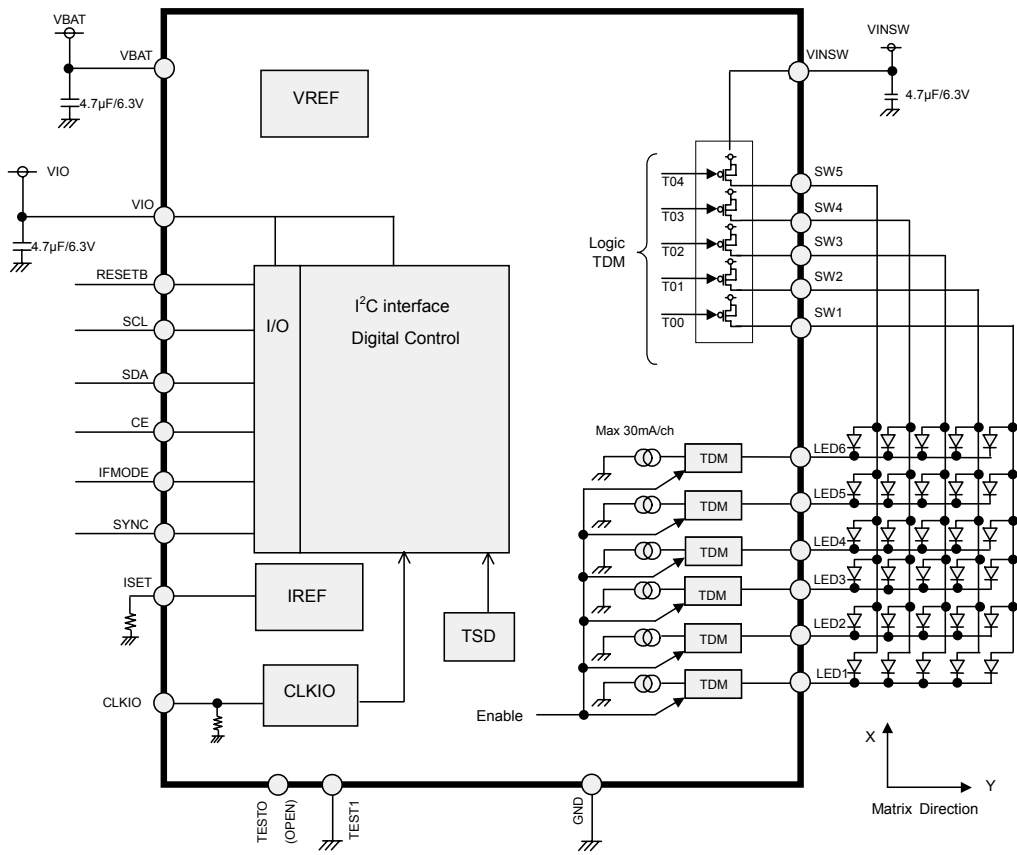 VBAT
VBAT
4.7μF/6.3V
VREF
VINSW
VINSW
4.7μF/6.3V
VIO
VIO
4.7μF/6.3V
RESETB
SCL
SDA
CE
IFMODE
SYNC
I/O
I²C interface
Digital Control
Logic
TDM
T04
T03
T02
T01
T00
SW5
SW4
SW3
SW2
SW1
ISET
IREF
TSD
CLKIO
CLKIO
Max 30mA/ch
TDM
TDM
TDM
TDM
TDM
TDM
Enable
LED6
LED5
LED4
LED3
LED2
LED1
TESTO
(OPEN)
TEST1
GND
X
Y
Matrix Direction